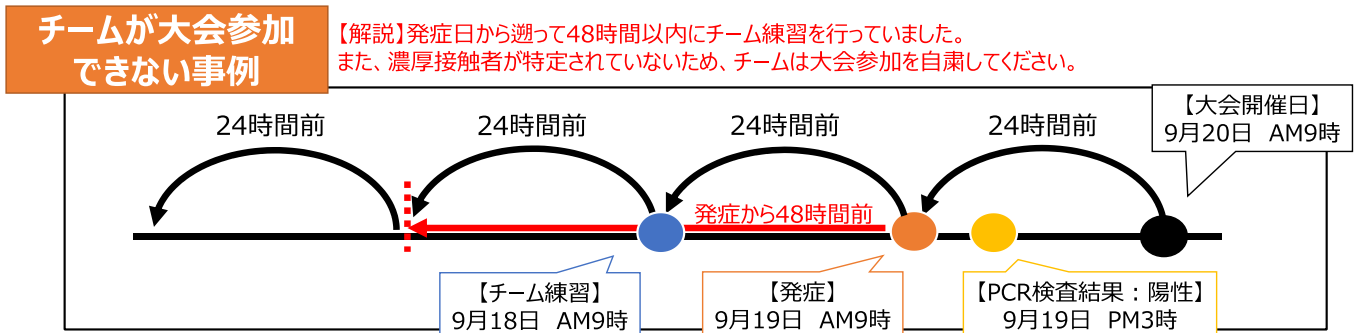 チームが大会参加
できない事例
【解説】発症日から遡って48時間以内にチーム練習を行っていました。
また、濃厚接触者が特定されていないため、チームは大会参加を自粛してください。
【大会開催日】
9月20日 AM9時
24時間前
24時間前
24時間前
24時間前
発症から48時間前
【チーム練習】
9月18日 AM9時
【発症】
9月19日 AM9時
【PCR検査結果：陽性】
9月19日 PM3時